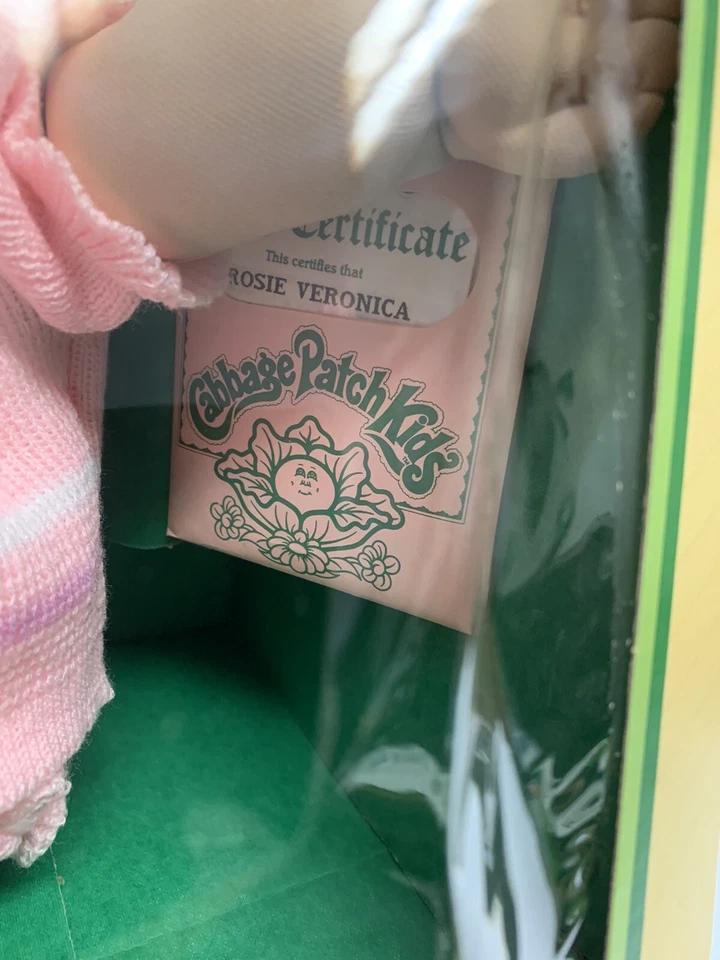 Certificate
This certifies that
ROSIE VERONICA
Cabbage Patch Kids